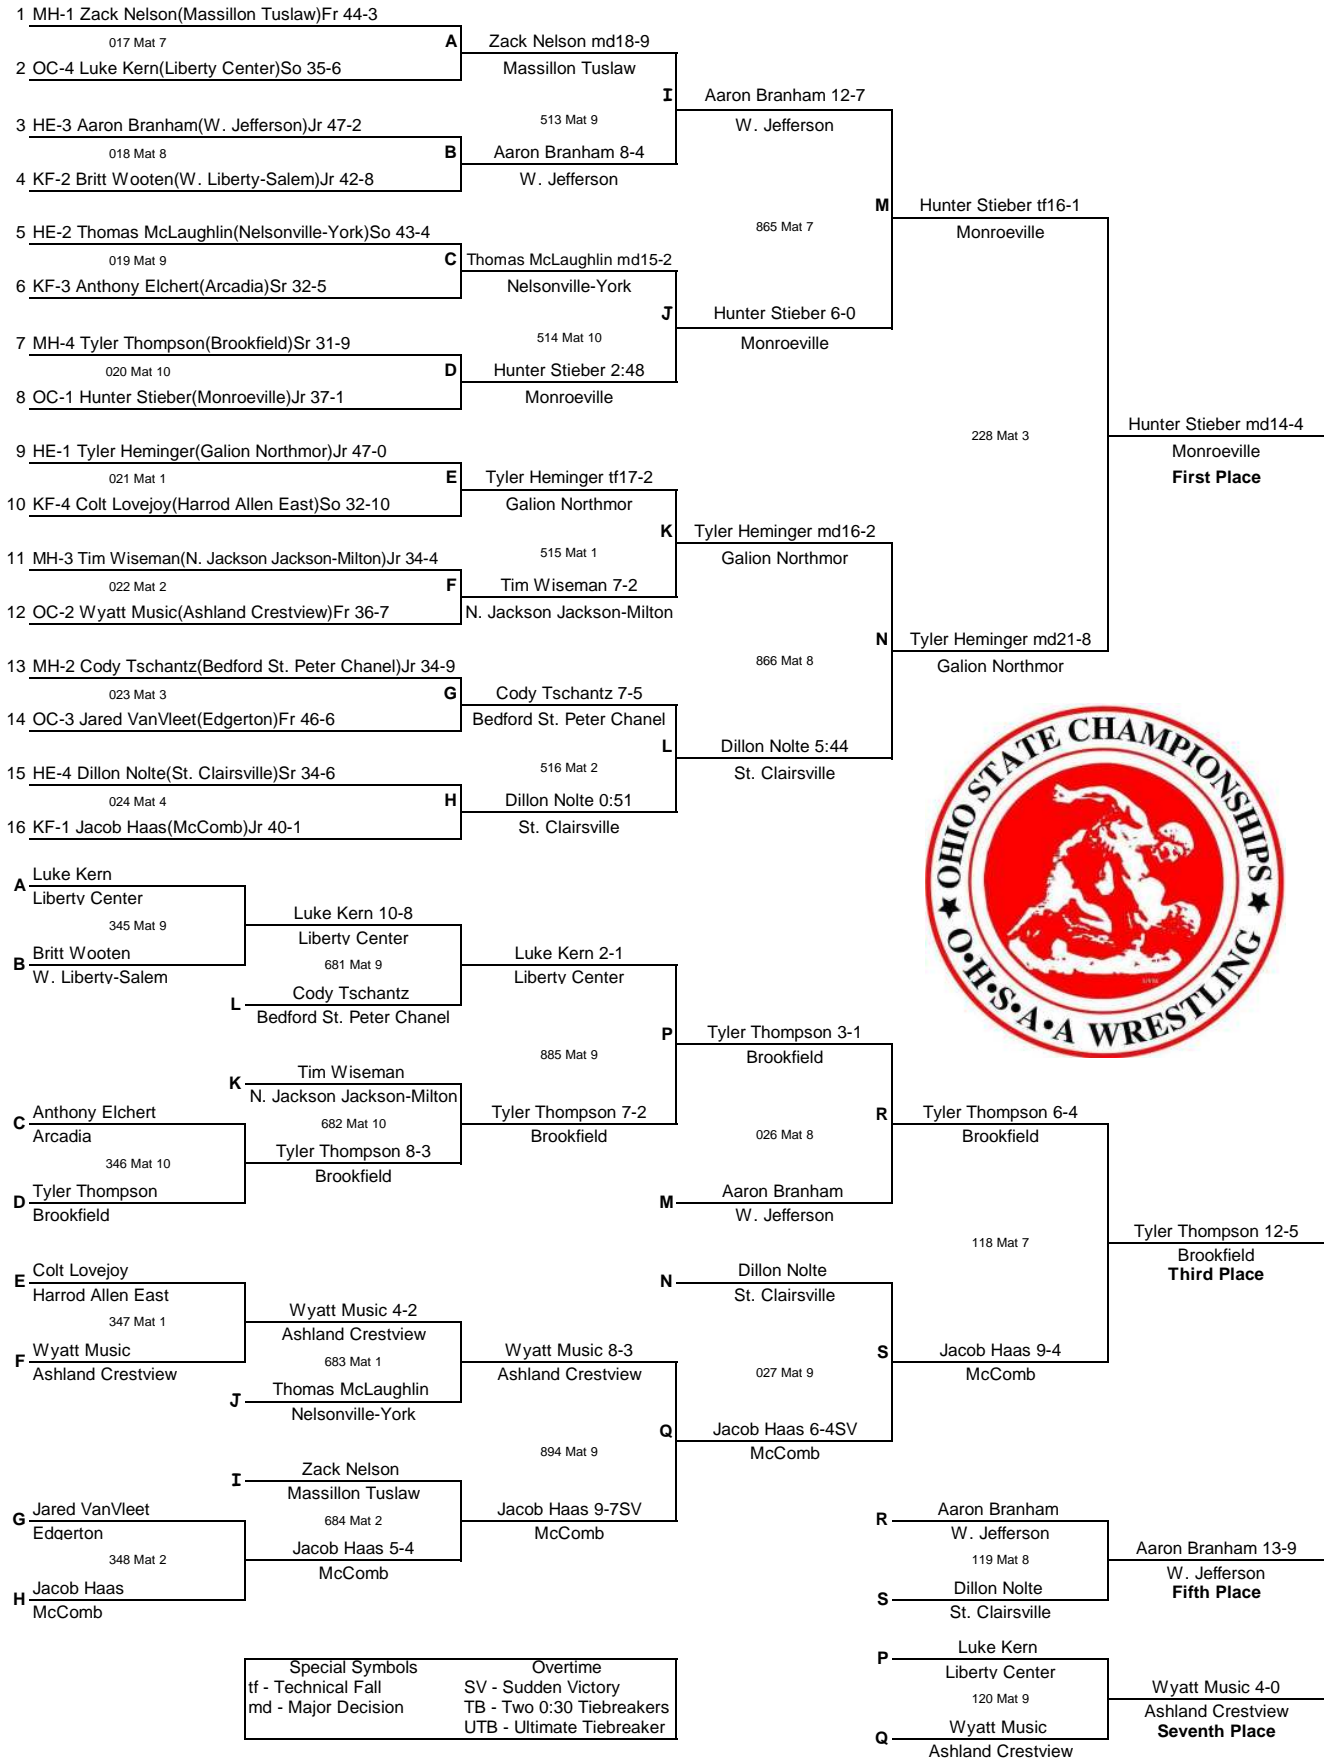 1 MH-1 Zack Nelson(Massillon Tuslaw)Fr 44-3
017 Mat 7
A
2 OC-4 Luke Kern(Liberty Center)So 35-6
Zack Nelson md18-9
Massillon Tuslaw
3 HE-3 Aaron Branham(W. Jefferson)Jr 47-2
018 Mat 8
B
4 KF-2 Britt Wooten(W. Liberty-Salem)Jr 42-8
513 Mat 9
Aaron Branham 8-4
W. Jefferson
I
Aaron Branham 12-7
W. Jefferson
5 HE-2 Thomas McLaughlin(Nelsonville-York)So 43-4
019 Mat 9
C
6 KF-3 Anthony Elchert(Arcadia)Sr 32-5
Thomas McLaughlin md15-2
Nelsonville-York
7 MH-4 Tyler Thompson(Brookfield)Sr 31-9
020 Mat 10
D
8 OC-1 Hunter Stieber(Monroeville)Jr 37-1
514 Mat 10
Hunter Stieber 2:48
Monroeville
J
Hunter Stieber 6-0
Monroeville
865 Mat 7
M
Hunter Stieber tf16-1
Monroeville
9 HE-1 Tyler Heminger(Galion Northmor)Jr 47-0
021 Mat 1
E
10 KF-4 Colt Lovejoy(Harrod Allen East)So 32-10
Tyler Heminger tf17-2
Galion Northmor
11 MH-3 Tim Wiseman(N. Jackson Jackson-Milton)Jr 34-4
022 Mat 2
F
12 OC-2 Wyatt Music(Ashland Crestview)Fr 36-7
515 Mat 1
Tim Wiseman 7-2
N. Jackson Jackson-Milton
K
Tyler Heminger md16-2
Galion Northmor
13 MH-2 Cody Tschantz(Bedford St. Peter Chanel)Jr 34-9
023 Mat 3
G
14 OC-3 Jared VanVleet(Edgerton)Fr 46-6
Cody Tschantz 7-5
Bedford St. Peter Chanel
15 HE-4 Dillon Nolte(St. Clairsville)Sr 34-6
024 Mat 4
H
16 KF-1 Jacob Haas(McComb)Jr 40-1
516 Mat 2
Dillon Nolte 0:51
St. Clairsville
L
Dillon Nolte 5:44
St. Clairsville
866 Mat 8
N
Tyler Heminger md21-8
Galion Northmor
228 Mat 3
Hunter Stieber md14-4
Monroeville
First Place
OHIO STATE CHAMPIONSHIPS
O•H•S•A•A WRESTLING
A Luke Kern
Liberty Center
345 Mat 9
B Britt Wooten
W. Liberty-Salem
Luke Kern 10-8
Liberty Center
681 Mat 9
L Cody Tschantz
Bedford St. Peter Chanel
Luke Kern 2-1
Liberty Center
K Tim Wiseman
N. Jackson Jackson-Milton
C Anthony Elchert
Arcadia
346 Mat 10
D Tyler Thompson
Brookfield
682 Mat 10
Tyler Thompson 8-3
Brookfield
Tyler Thompson 7-2
Brookfield
885 Mat 9
P
Tyler Thompson 3-1
Brookfield
026 Mat 8
M Aaron Branham
W. Jefferson
R
Tyler Thompson 6-4
Brookfield
E Colt Lovejoy
Harrod Allen East
347 Mat 1
F Wyatt Music
Ashland Crestview
Wyatt Music 4-2
Ashland Crestview
683 Mat 1
J Thomas McLaughlin
Nelsonville-York
Wyatt Music 8-3
Ashland Crestview
I Zack Nelson
Massillon Tuslaw
G Jared VanVleet
Edgerton
348 Mat 2
H Jacob Haas
McComb
684 Mat 2
Jacob Haas 5-4
McComb
Jacob Haas 9-7SV
McComb
894 Mat 9
Q
Jacob Haas 6-4SV
McComb
N Dillon Nolte
St. Clairsville
027 Mat 9
S
Jacob Haas 9-4
McComb
118 Mat 7
Tyler Thompson 12-5
Brookfield
Third Place
R Aaron Branham
W. Jefferson
119 Mat 8
S Dillon Nolte
St. Clairsville
Aaron Branham 13-9
W. Jefferson
Fifth Place
P Luke Kern
Liberty Center
120 Mat 9
Q Wyatt Music
Ashland Crestview
Wyatt Music 4-0
Ashland Crestview
Seventh Place
Special Symbols
tf - Technical Fall
md - Major Decision
Overtime
SV - Sudden Victory
TB - Two 0:30 Tiebreakers
UTB - Ultimate Tiebreaker